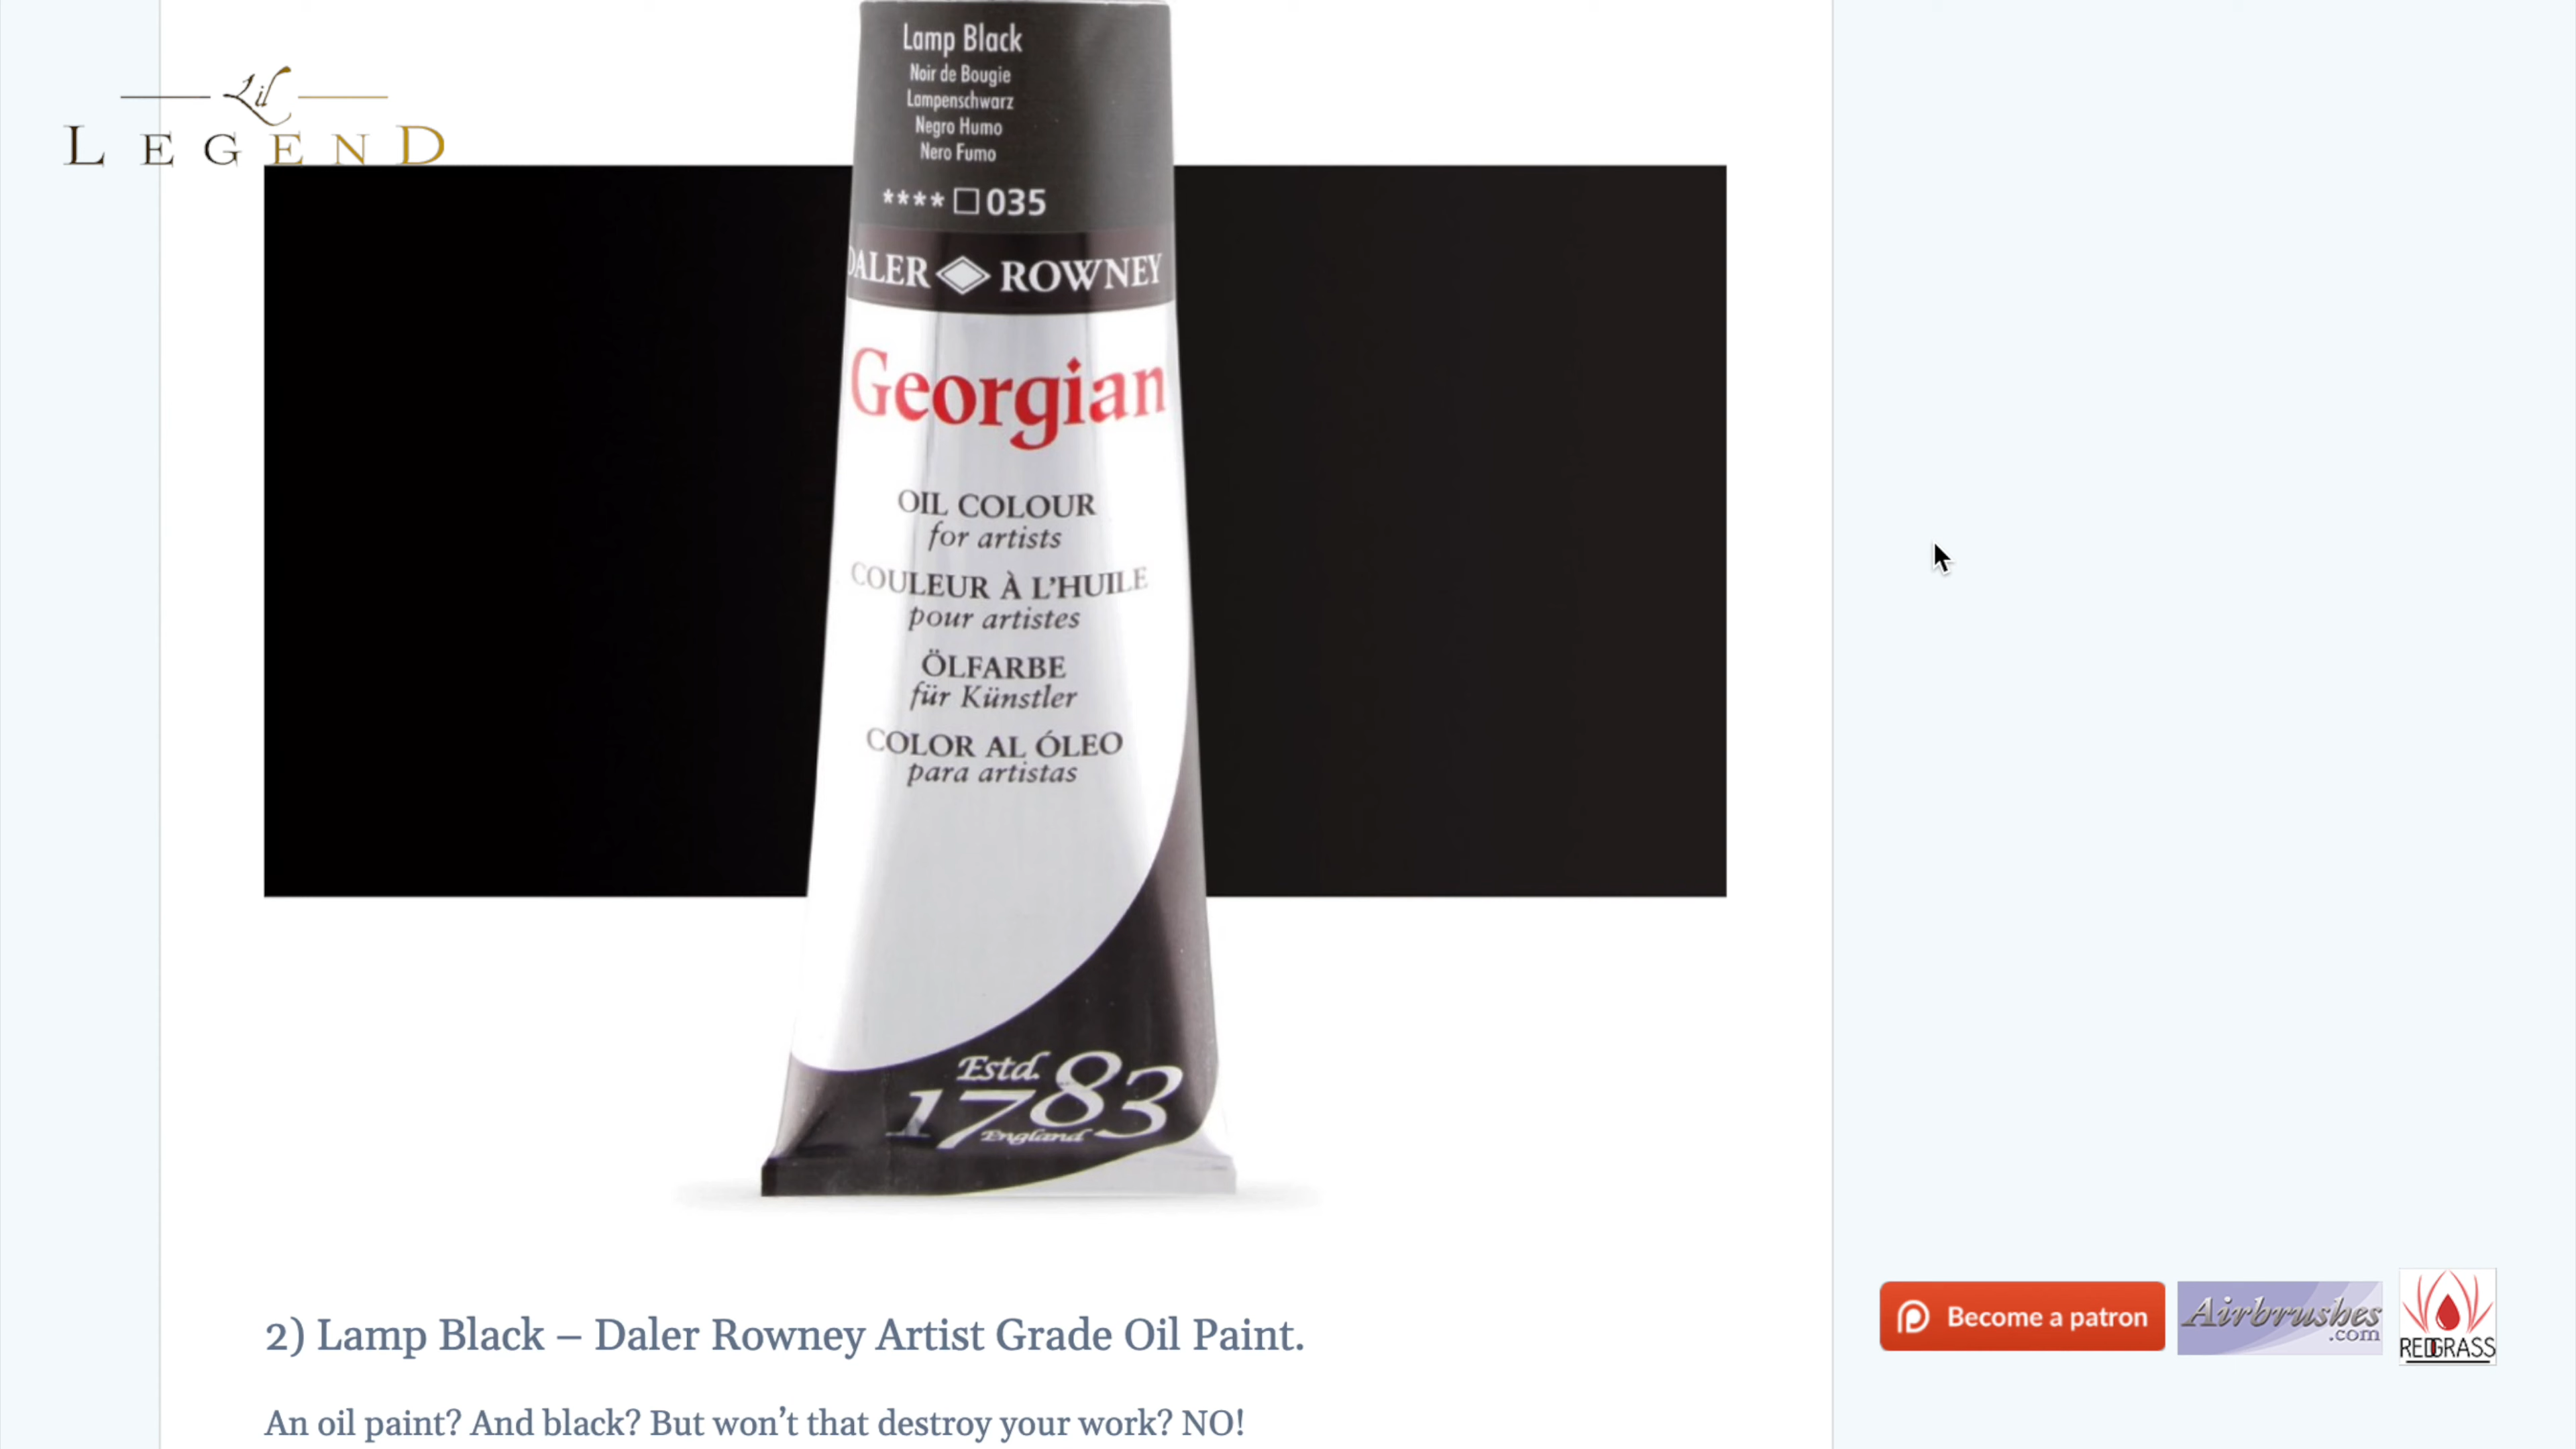 Lamp Black
Noir de Bougie
Lampenschwarz
Negro Humo
Nero Fumo
**** □ 035
DALER ROWNEY
Georgian
OIL COLOUR
for artists
COULEUR À L'HUILE
pour artistes
ÖLFARBE
für Künstler
COLOR AL ÓLEO
para artistas
Estd.
1783
England
Lil
LEGEND
2) Lamp Black – Daler Rowney Artist Grade Oil Paint.
An oil paint? And black? But won't that destroy your work? NO!
Become a patron
Airbrushes
.com
REDGRASS